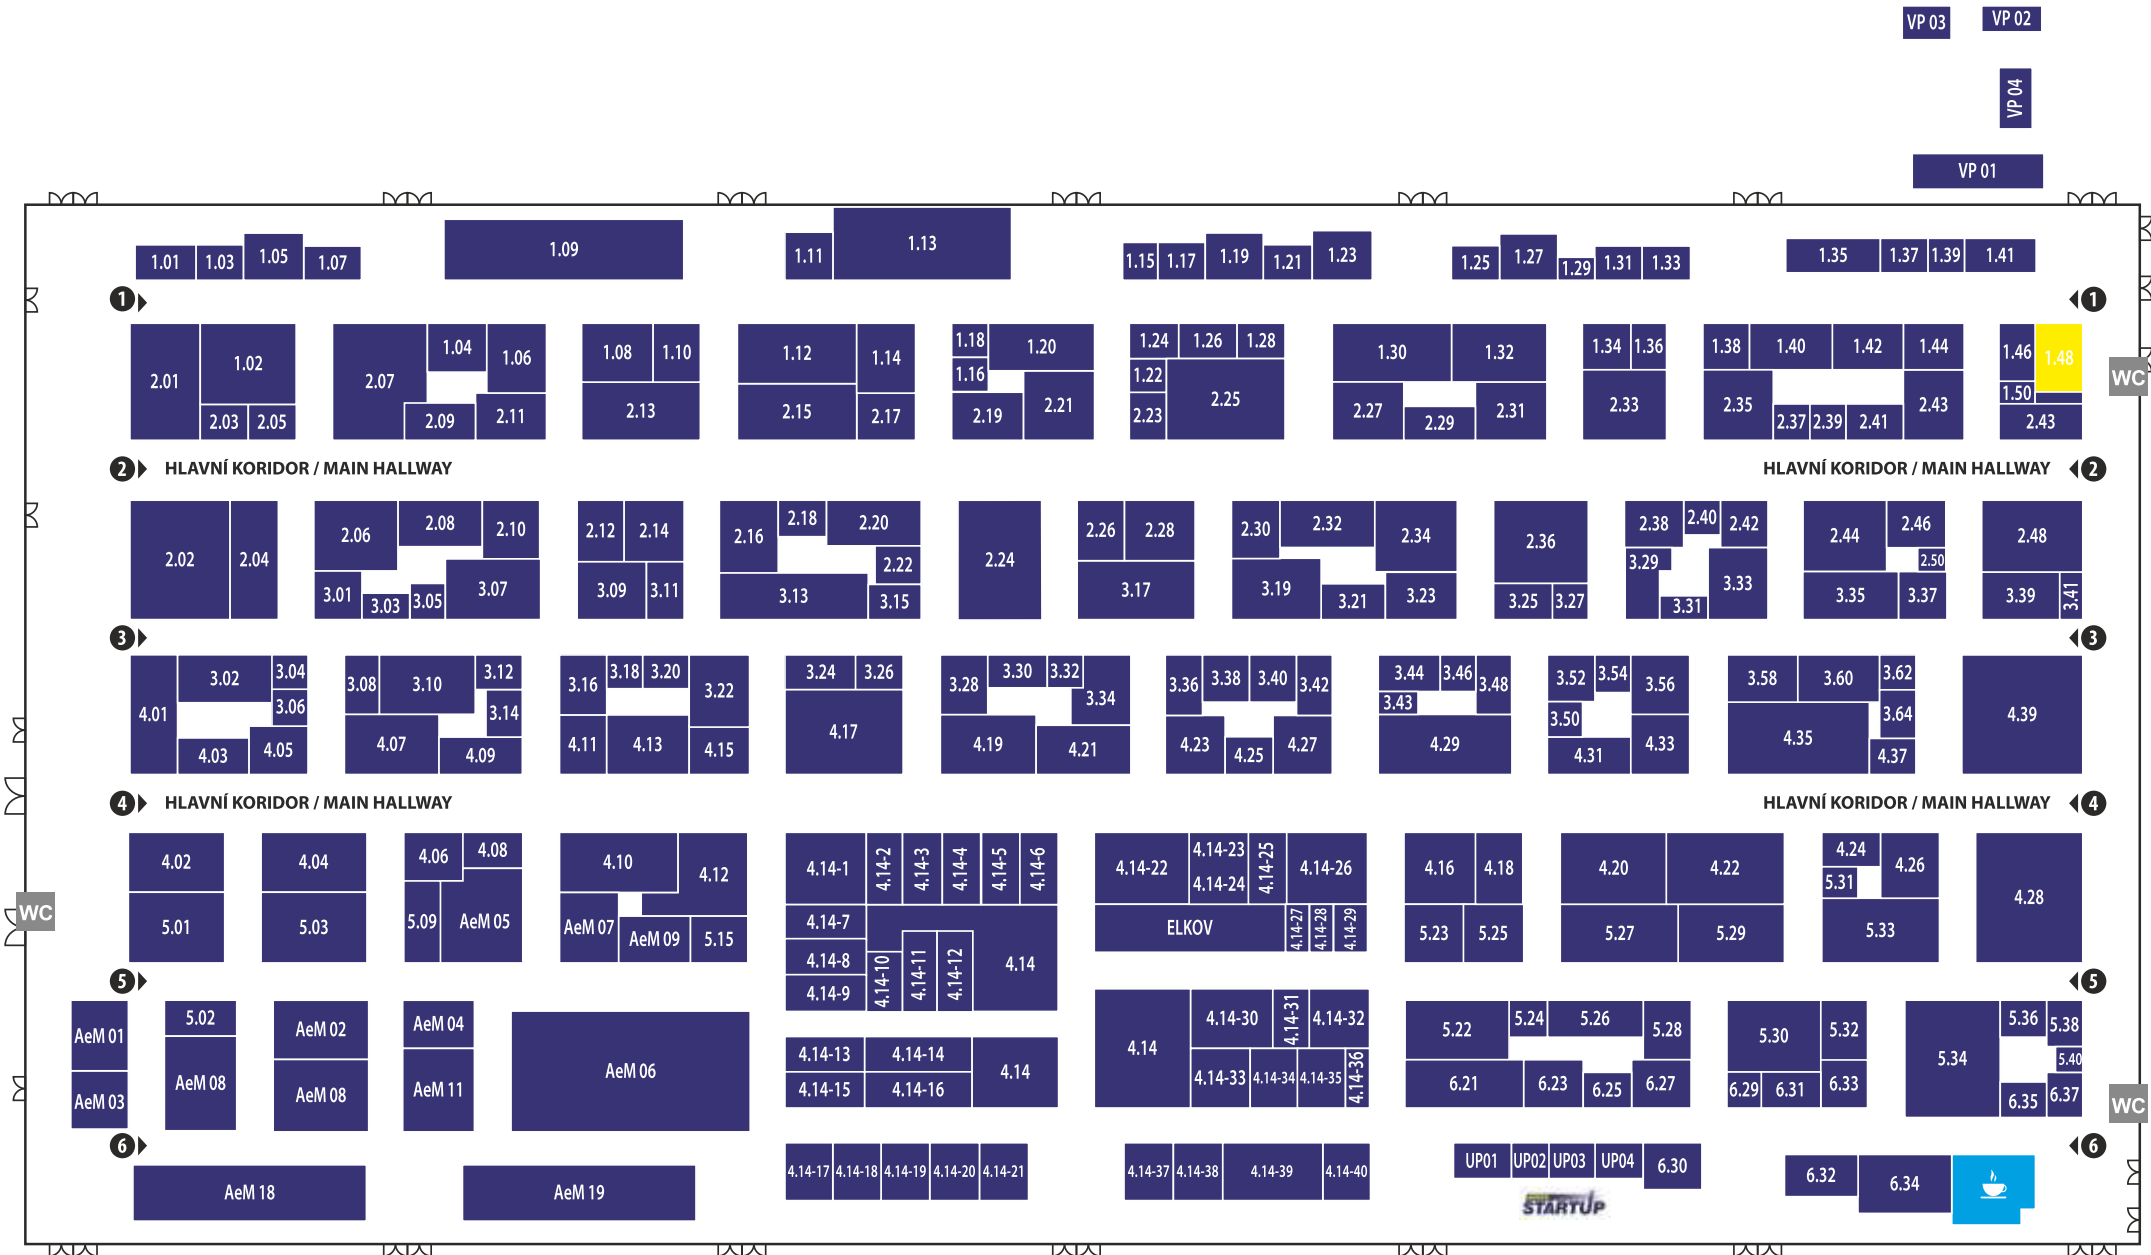 VP 03 VP 02
VP 04
VP 01
1.01 1.03 1.05 1.07 1.09 1.11 1.13 1.15 1.17 1.19 1.21 1.23 1.25 1.27 1.29 1.31 1.33 1.35 1.37 1.39 1.41
1 1
2.01 1.02 2.07 1.04 1.06 1.08 1.10 1.12 1.14 1.18 1.20 1.24 1.26 1.28 1.30 1.32 1.34 1.36 1.38 1.40 1.42 1.44 1.46 1.48 WC
1.16 1.22 1.50
2.03 2.05 2.09 2.11 2.13 2.15 2.17 2.19 2.21 2.23 2.25 2.27 2.29 2.31 2.33 2.35 2.37 2.39 2.41 2.43 2.43
2 HLAVNÍ KORIDOR / MAIN HALLWAY HLAVNÍ KORIDOR / MAIN HALLWAY 2
2.02 2.04 2.06 2.08 2.10 2.12 2.14 2.16 2.18 2.20 2.22 2.24 2.26 2.28 2.30 2.32 2.34 2.36 2.38 2.40 2.42 2.44 2.46 2.50 2.48
3.01 3.03 3.05 3.07 3.09 3.11 3.13 3.15 3.17 3.19 3.21 3.23 3.25 3.27 3.29 3.31 3.33 3.35 3.37 3.39 3.41
3 3
4.01 3.02 3.04 3.06 3.08 3.10 3.12 3.14 3.16 3.18 3.20 3.22 3.24 3.26 3.28 3.30 3.32 3.34 3.36 3.38 3.40 3.42 3.44 3.46 3.48 3.43 3.52 3.54 3.56 3.50 3.58 3.60 3.62 3.64 4.39
4.03 4.05 4.07 4.09 4.11 4.13 4.15 4.17 4.19 4.21 4.23 4.25 4.27 4.29 4.31 4.33 4.35 4.37
4 HLAVNÍ KORIDOR / MAIN HALLWAY HLAVNÍ KORIDOR / MAIN HALLWAY 4
4.02 4.04 4.06 4.08 4.10 4.12 4.14-1 4.14-2 4.14-3 4.14-4 4.14-5 4.14-6 4.14-22 4.14-23 4.14-24 4.14-25 4.14-26 4.16 4.18 4.20 4.22 4.24 4.26 5.31 4.28
WC 5.01 5.03 5.09 AeM 05 AeM 07 AeM 09 5.15 4.14-7 ELKOV 4.14-27 4.14-28 4.14-29 5.23 5.25 5.27 5.29 5.33
4.14-8 4.14-10 4.14-11 4.14-12 4.14
4.14-9
5 5
AeM 01 5.02 AeM 02 AeM 04 AeM 06 4.14 4.14-30 4.14-31 4.14-32 5.22 5.24 5.26 5.28 5.30 5.32 5.34 5.36 5.38
4.14-13 4.14-14 4.14 5.40
AeM 03 AeM 08 AeM 08 AeM 11 4.14-15 4.14-16 4.14-33 4.14-34 4.14-35 4.14-36 6.21 6.23 6.25 6.27 6.29 6.31 6.33 6.35 6.37 WC
6 6
AeM 18 AeM 19 4.14-17 4.14-18 4.14-19 4.14-20 4.14-21 4.14-37 4.14-38 4.14-39 4.14-40 UP01 UP02 UP03 UP04 6.30 6.32 6.34
STARTUP